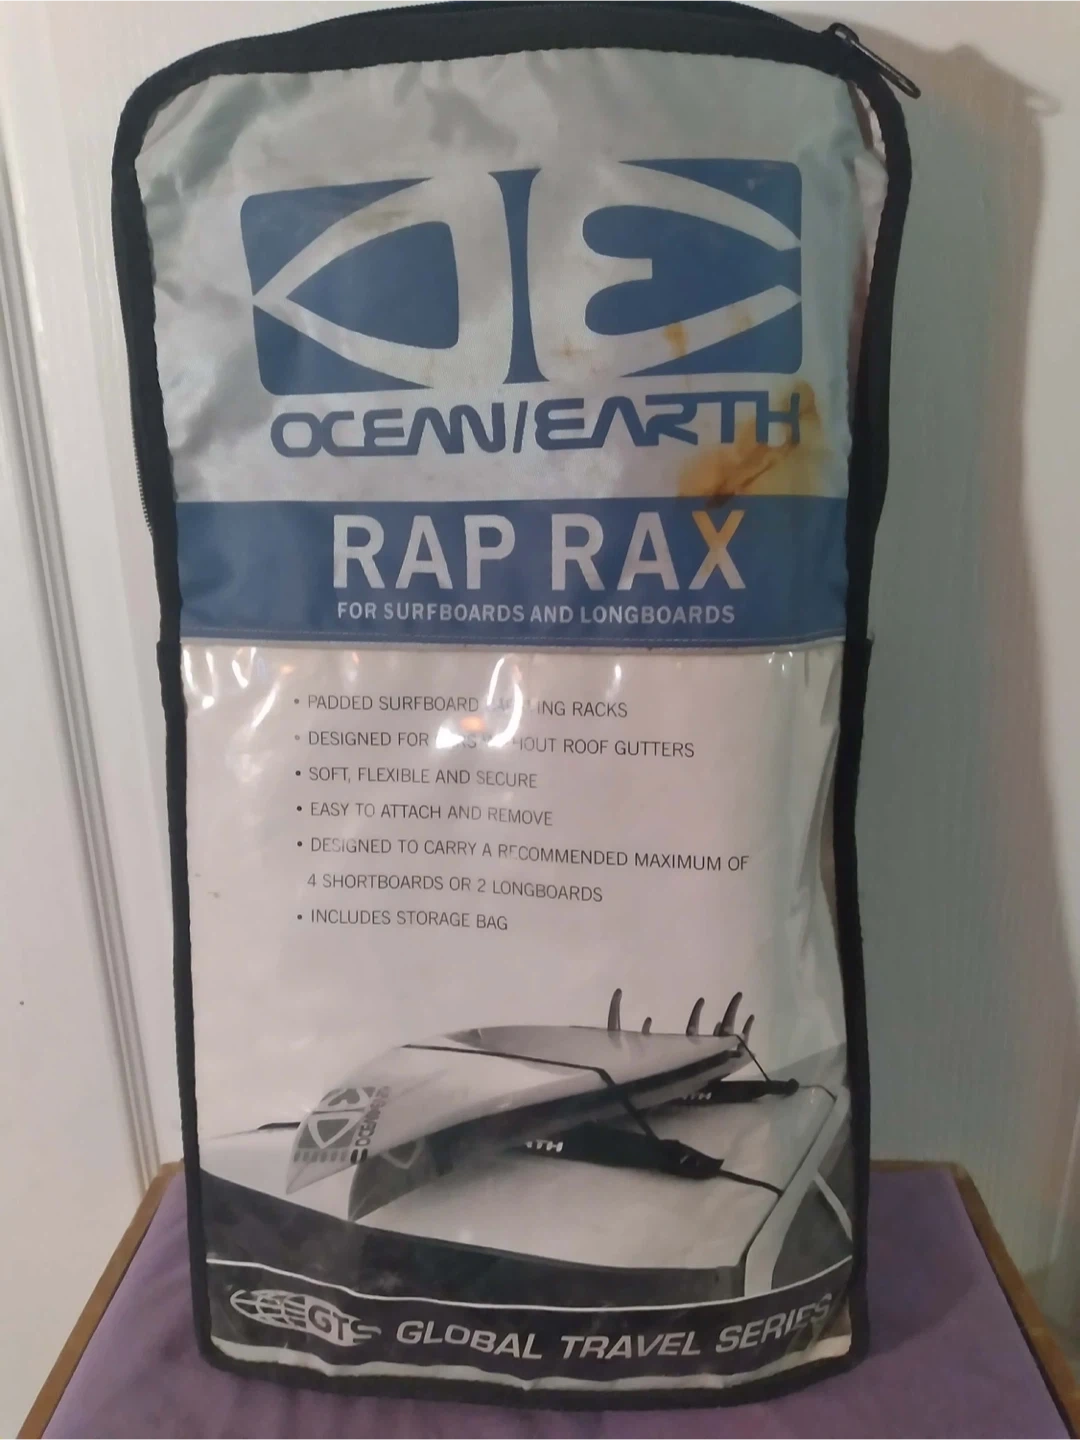 OCEAN/EARTH
RAP RAX
FOR SURFBOARDS AND LONGBOARDS
• PADDED SURFBOARD RACKS
• DESIGNED FOR ROOF GUTTERS
• SOFT, FLEXIBLE AND SECURE
• EASY TO ATTACH AND REMOVE
• DESIGNED TO CARRY A RECOMMENDED MAXIMUM OF
4 SHORTBOARDS OR 2 LONGBOARDS
• INCLUDES STORAGE BAG
GTS GLOBAL TRAVEL SERIES